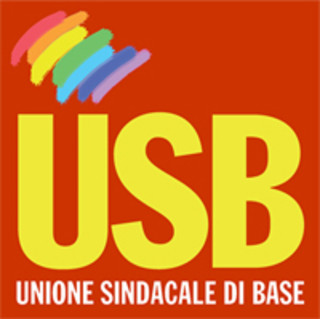 USB
UNIONE SINDACALE DI BASE